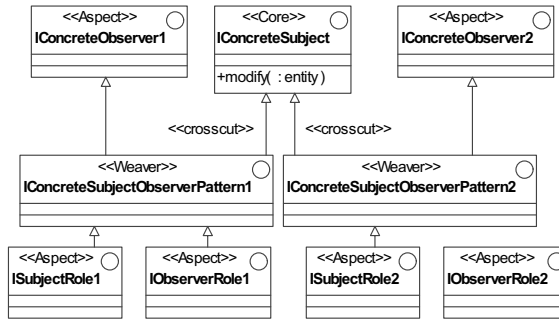 <<Aspect>>
IConcreteObserver1
<<Core>>
IConcreteSubject
+modify( : entity )
<<Aspect>>
IConcreteObserver2
<<crosscut>>
<<crosscut>>
<<Weaver>>
IConcreteSubjectObserverPattern1
<<Weaver>>
IConcreteSubjectObserverPattern2
<<Aspect>>
ISubjectRole1
<<Aspect>>
IObserverRole1
<<Aspect>>
ISubjectRole2
<<Aspect>>
IObserverRole2